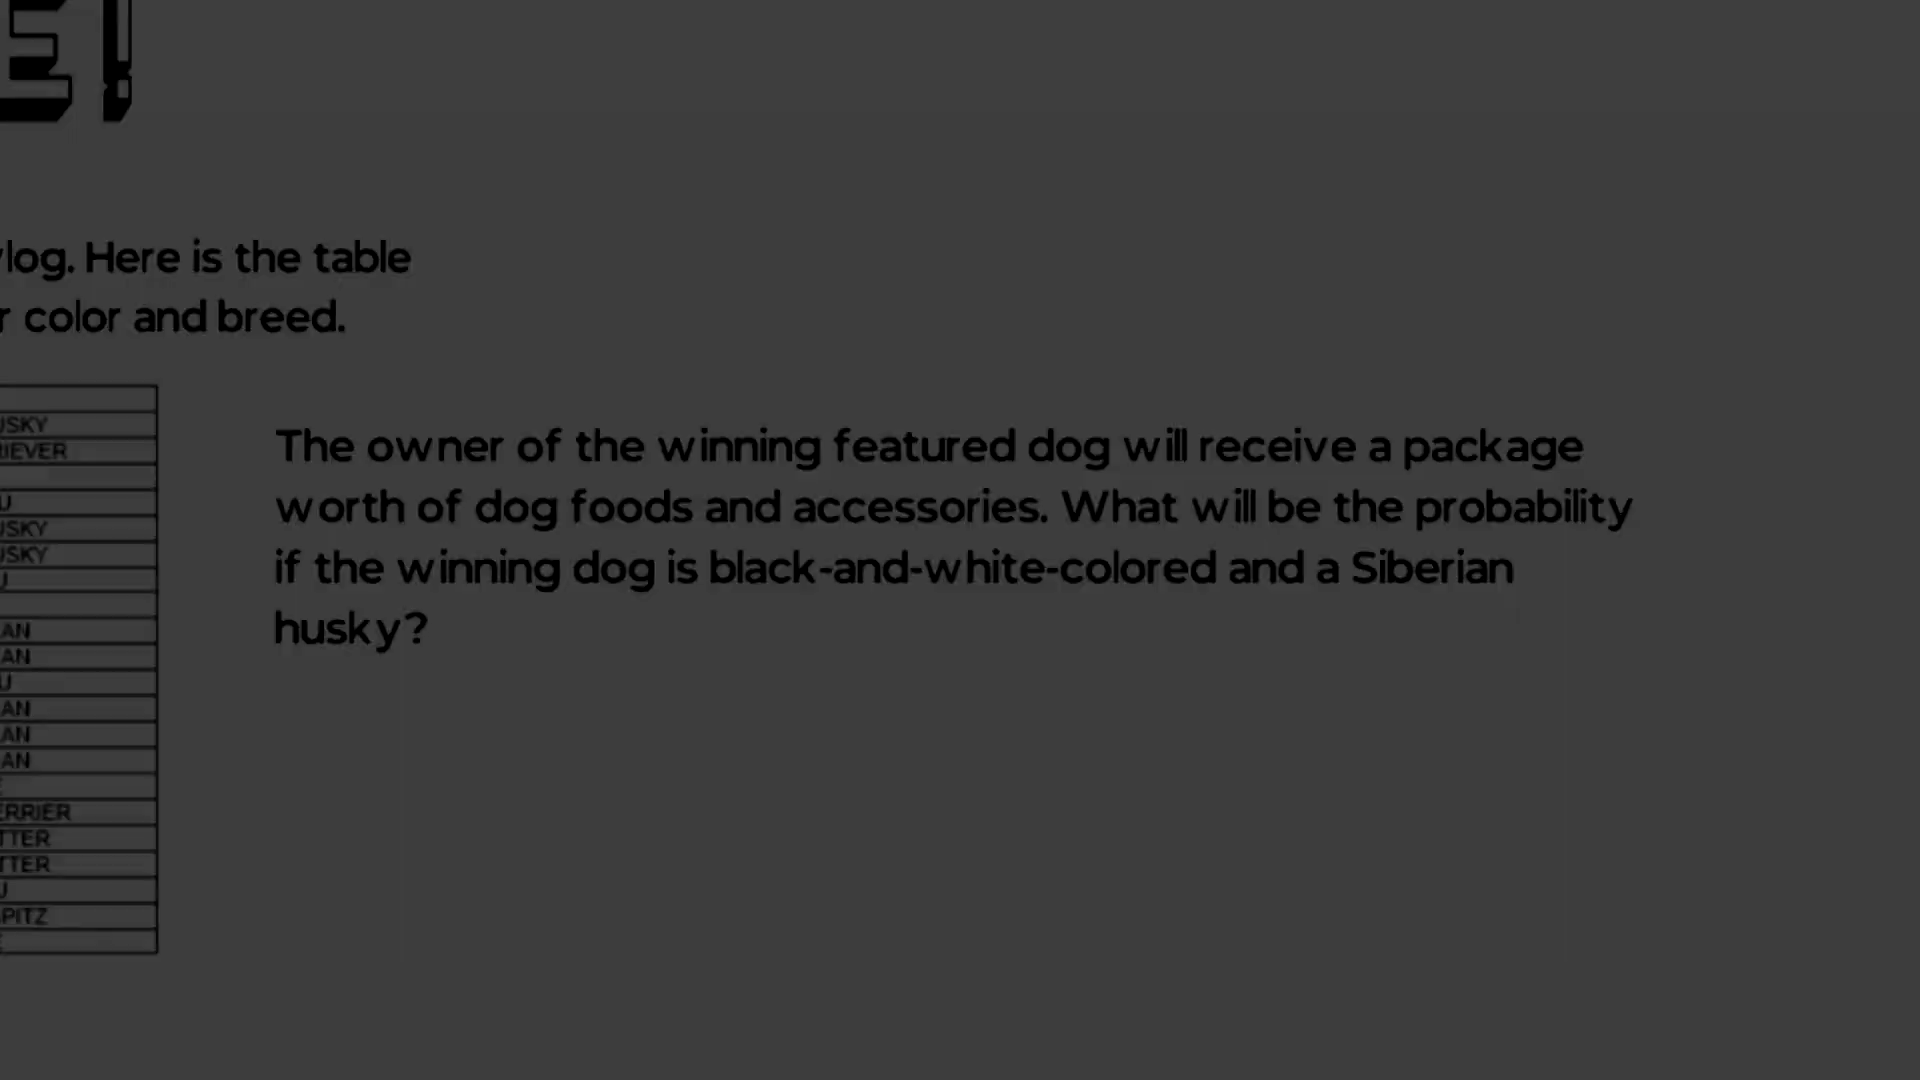 E!
vlog. Here is the table
r color and breed.
USKY
RIEVER
U
USKY
USKY
U
AN
AN
U
AN
AN
AN
E
ERRIER
TTER
TTER
U
SPITZ
E
The owner of the winning featured dog will receive a package
worth of dog foods and accessories. What will be the probability
if the winning dog is black-and-white-colored and a Siberian
husky?